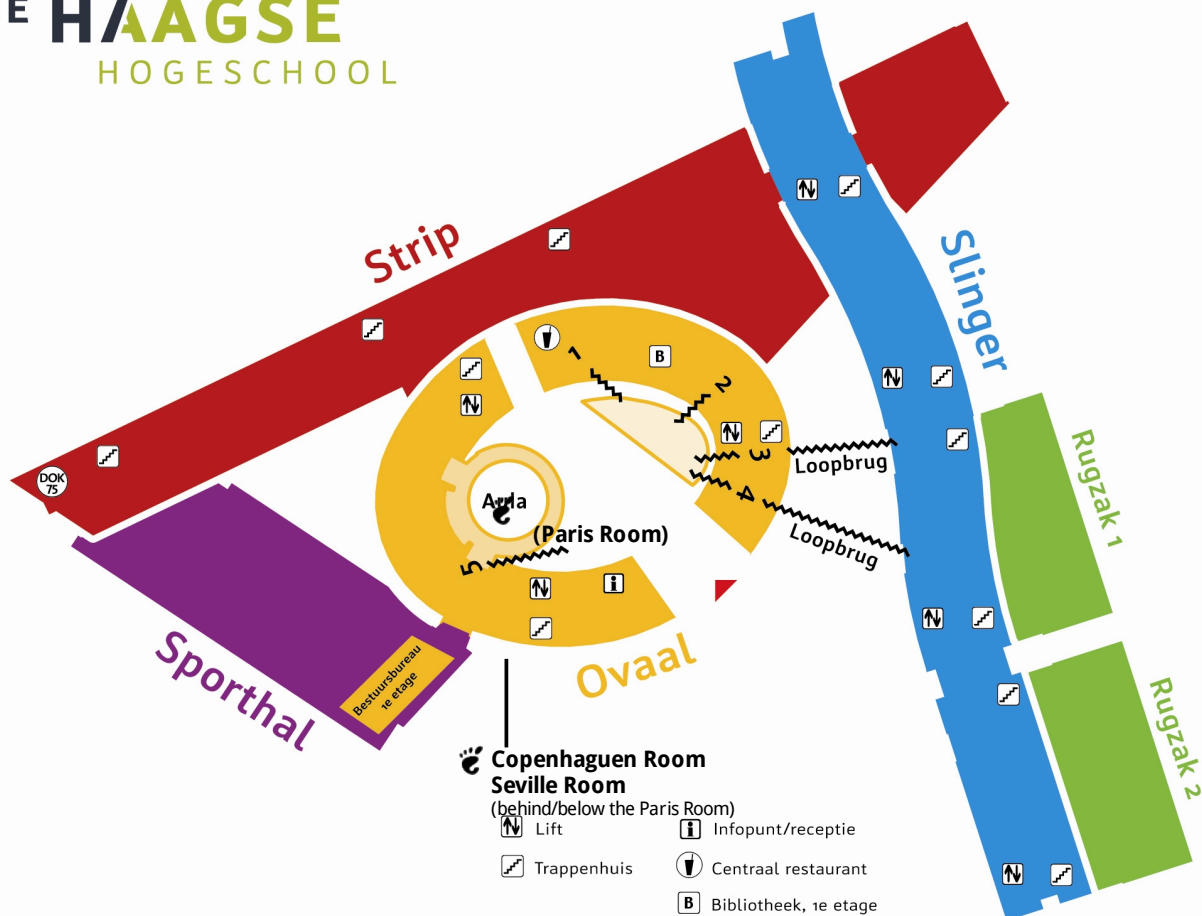 E HAAGSE
HOGESCHOOL
Strip
Slinger
1
B
2
3
Loopbrug
4
Loopbrug
DOK
75
(Paris Room)
5
i
Rugzak 1
Ovaal
Sporthal
Bestuursbureau
1e etage
Rugzak 2
Copenhaguen Room
Seville Room
(behind/below the Paris Room)
Lift
i Infopunt/receptie
Trappenhuis
Centraal restaurant
B Bibliotheek, 1e etage